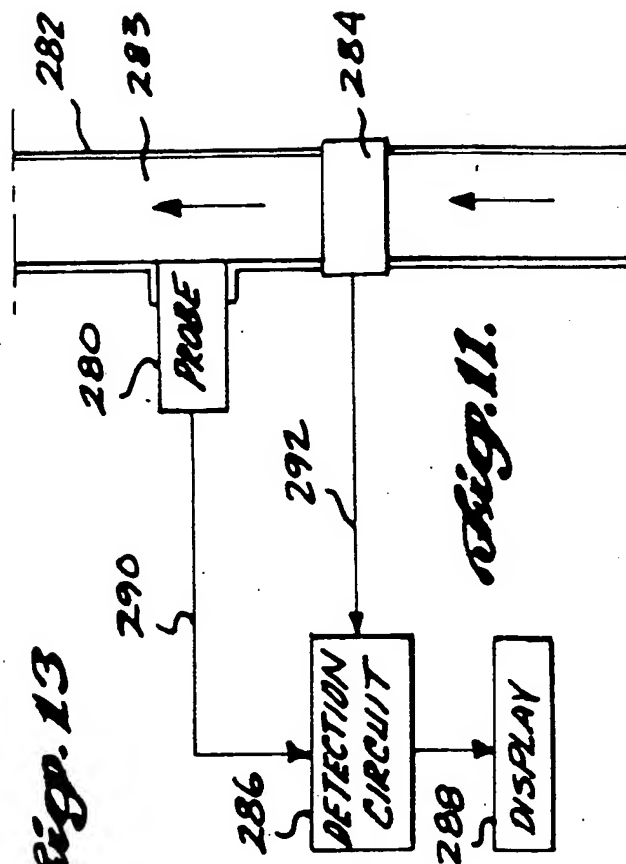 282
283
284
280
PROBE
290
292
286
DETECTION
CIRCUIT
288
DISPLAY
Fig. 11.
Fig. 13